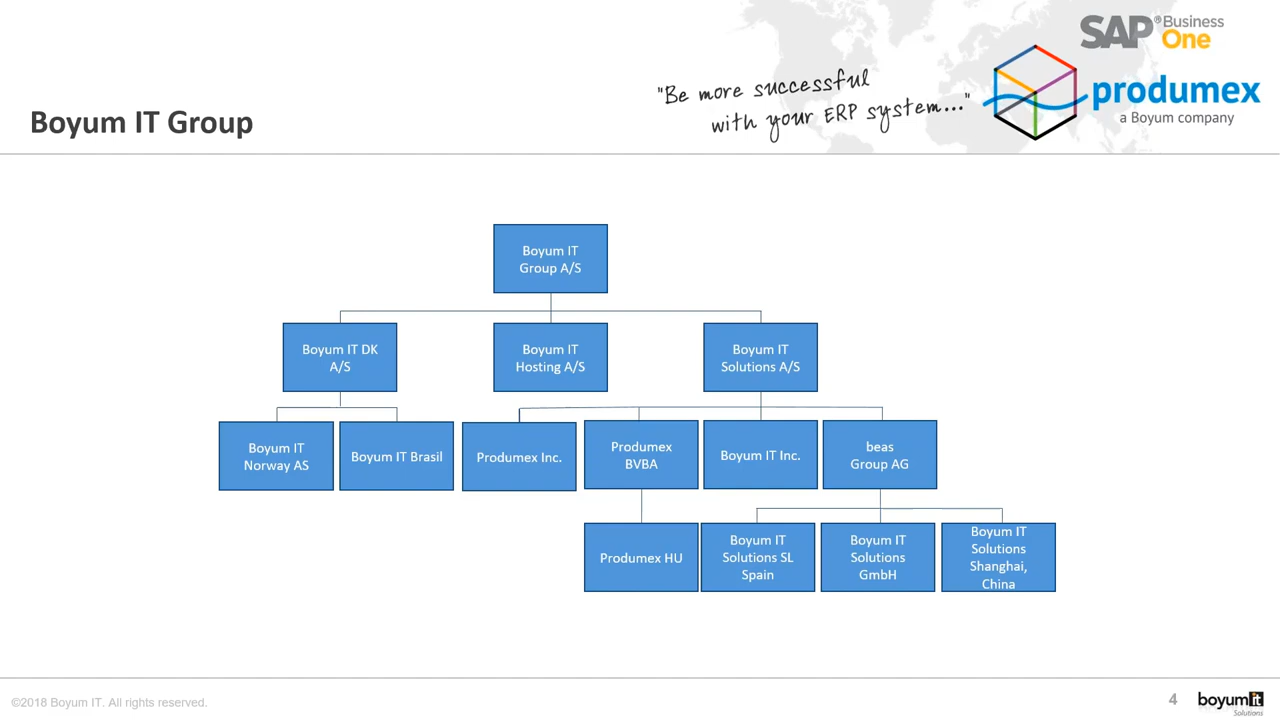 SAP®Business
One
"Be more successful
with your ERP system..."
produmex
a Boyum company
Boyum IT Group
Boyum IT
Group A/S
Boyum IT DK
A/S
Boyum IT
Hosting A/S
Boyum IT
Solutions A/S
Boyum IT
Norway AS
Boyum IT Brasil
Produmex Inc.
Produmex
BVBA
Boyum IT Inc.
beas
Group AG
Produmex HU
Boyum IT
Solutions SL
Spain
Boyum IT
Solutions
GmbH
Boyum IT
Solutions
Shanghai,
China
©2018 Boyum IT. All rights reserved.
4
boyumit
Solutions